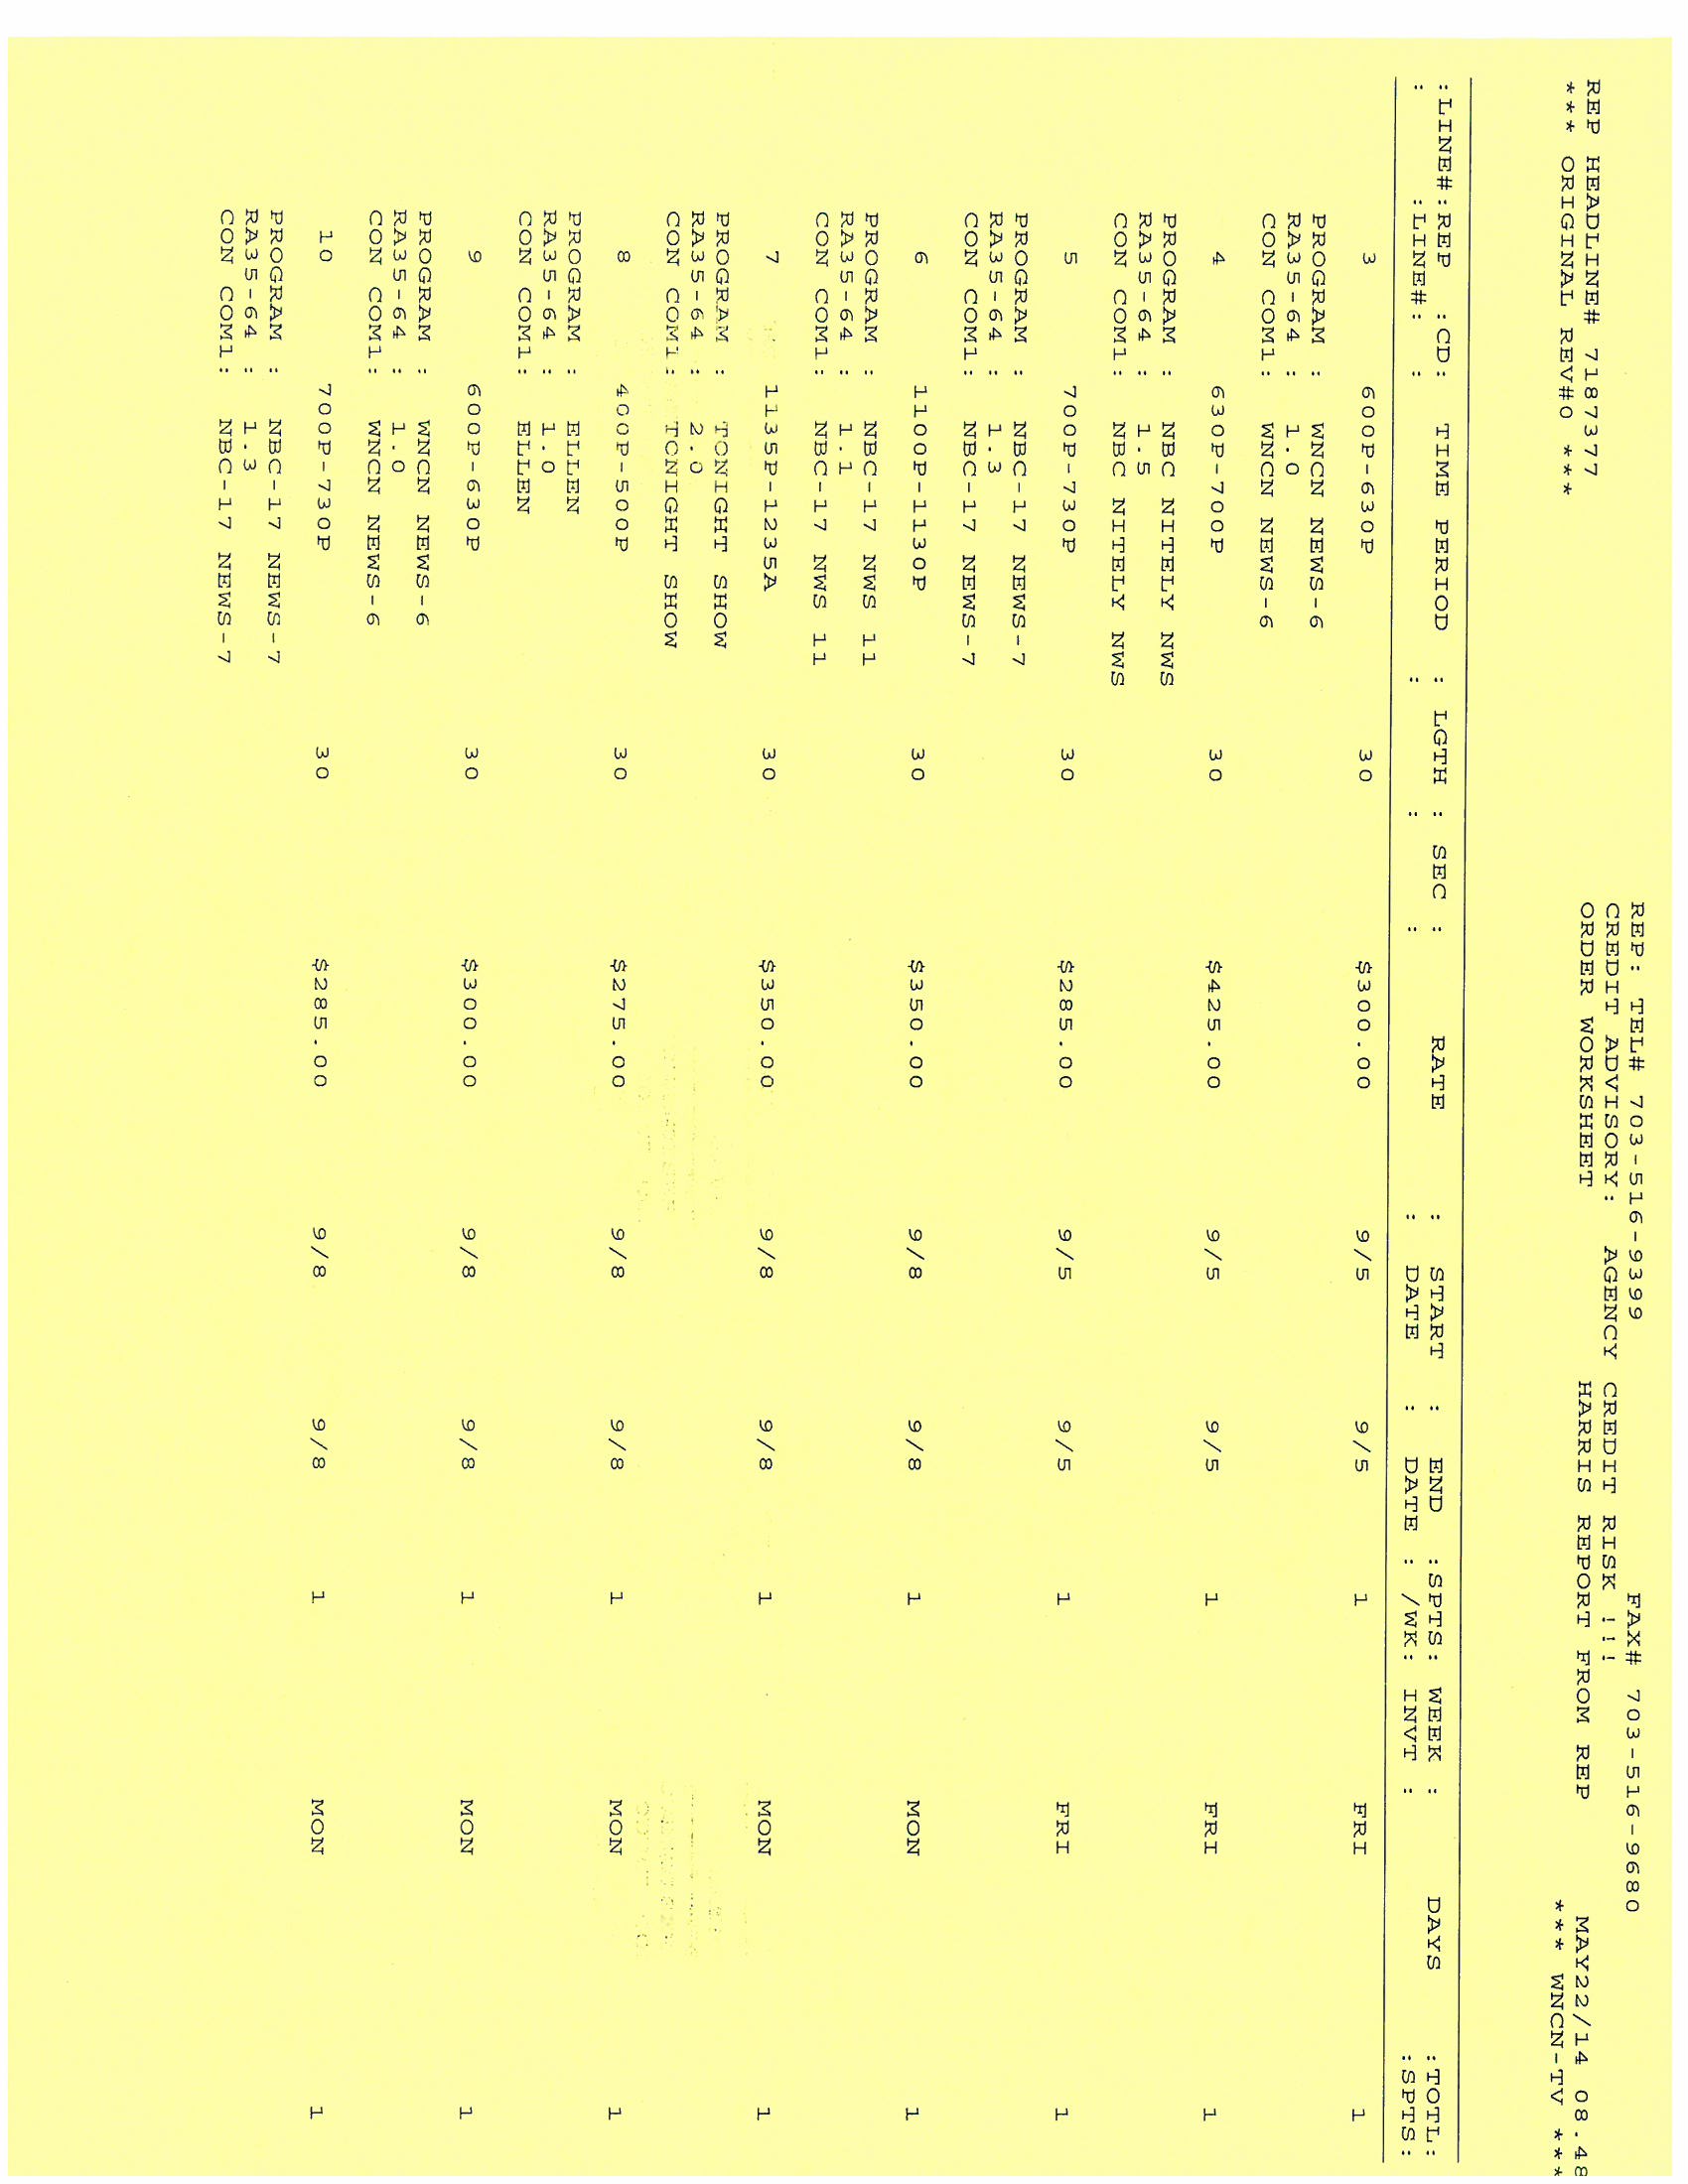 REP: TEL# 703-516-9399 FAX# 703-516-9680
CREDIT ADVISORY: AGENCY CREDIT RISK !!!
REP HEADLINE# 7187377 ORDER WORKSHEET HARRIS REPORT FROM REP MAY22/14 08.48
*** ORIGINAL REV#0 *** *** WNCN-TV ***
:LINE#:REP :CD: TIME PERIOD : LGTH : SEC : RATE : START : END :SPTS: WEEK : DAYS :TOTL:
: :LINE#: : : : : DATE : DATE : /WK: INVT : :SPTS:
3 600P-630P 30 $300.00 9/5 9/5 1 FRI 1
PROGRAM : WNCN NEWS-6
RA35-64 : 1.0
CON COM1: WNCN NEWS-6
4 630P-700P 30 $425.00 9/5 9/5 1 FRI 1
PROGRAM : NBC NITELY NWS
RA35-64 : 1.5
CON COM1: NBC NITELY NWS
5 700P-730P 30 $285.00 9/5 9/5 1 FRI 1
PROGRAM : NBC-17 NEWS-7
RA35-64 : 1.3
CON COM1: NBC-17 NEWS-7
6 1100P-1130P 30 $350.00 9/8 9/8 1 MON 1
PROGRAM : NBC-17 NWS 11
RA35-64 : 1.1
CON COM1: NBC-17 NWS 11
7 1135P-1235A 30 $350.00 9/8 9/8 1 MON 1
PROGRAM : TONIGHT SHOW
RA35-64 : 2.0
CON COM1: TONIGHT SHOW
8 400P-500P 30 $275.00 9/8 9/8 1 MON 1
PROGRAM : ELLEN
RA35-64 : 1.0
CON COM1: ELLEN
9 600P-630P 30 $300.00 9/8 9/8 1 MON 1
PROGRAM : WNCN NEWS-6
RA35-64 : 1.0
CON COM1: WNCN NEWS-6
10 700P-730P 30 $285.00 9/8 9/8 1 MON 1
PROGRAM : NBC-17 NEWS-7
RA35-64 : 1.3
CON COM1: NBC-17 NEWS-7